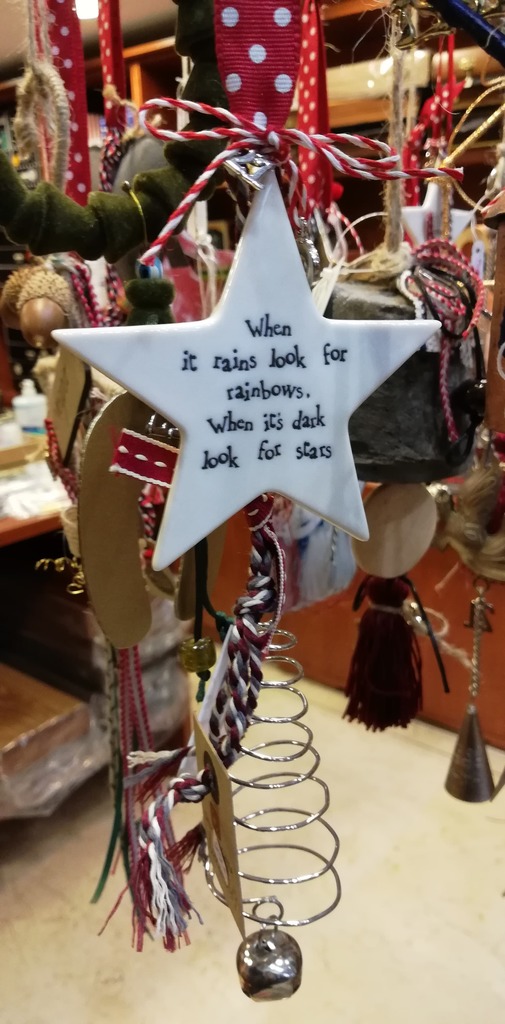 When
it rains look for
rainbows.
When it's dark
look for stars